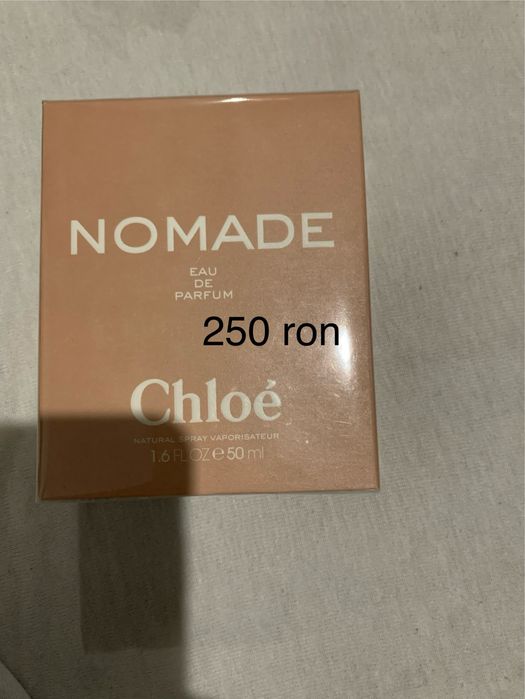 NOMADE
EAU
DE
PARFUM
250 ron
Chloé
NATURAL SPRAY VAPORISATEUR
1.6 FL OZ e 50 ml